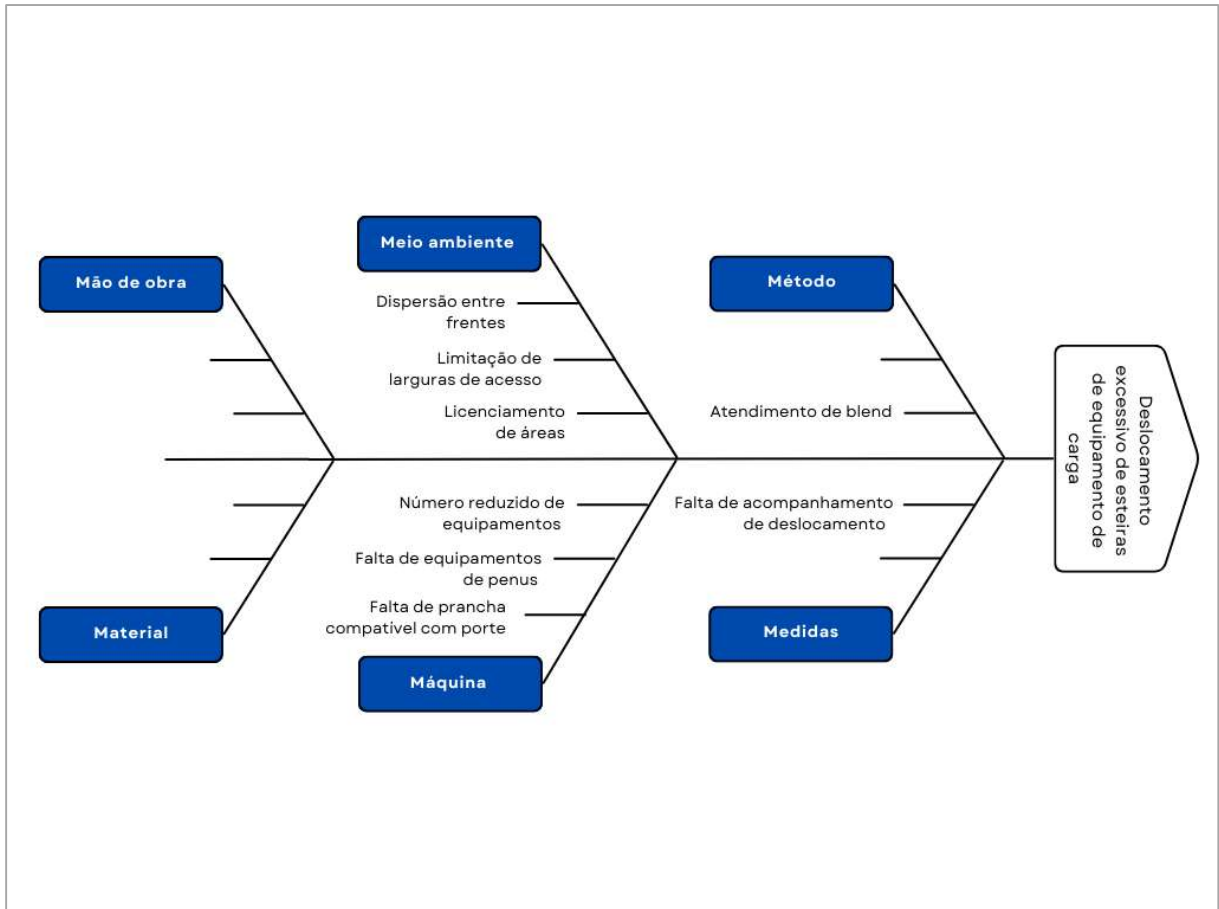 Meio ambiente
Mão de obra
Método
Dispersão entre
frentes
Limitação de
larguras de acesso
Licenciamento
de áreas
Atendimento de blend
Deslocamento
excessivo de esteiras
de equipamento de
carga
Número reduzido de
equipamentos
Falta de equipamentos
de penus
Falta de prancha
compatível com porte
Falta de acompanhamento
de deslocamento
Material
Máquina
Medidas